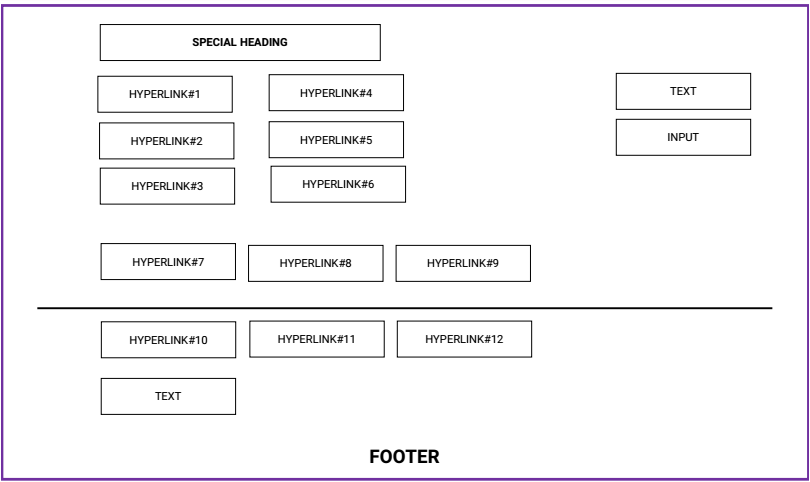 SPECIAL HEADING
HYPERLINK#1
HYPERLINK#4
TEXT
HYPERLINK#2
HYPERLINK#5
INPUT
HYPERLINK#3
HYPERLINK#6
HYPERLINK#7
HYPERLINK#8
HYPERLINK#9
HYPERLINK#10
HYPERLINK#11
HYPERLINK#12
TEXT
FOOTER